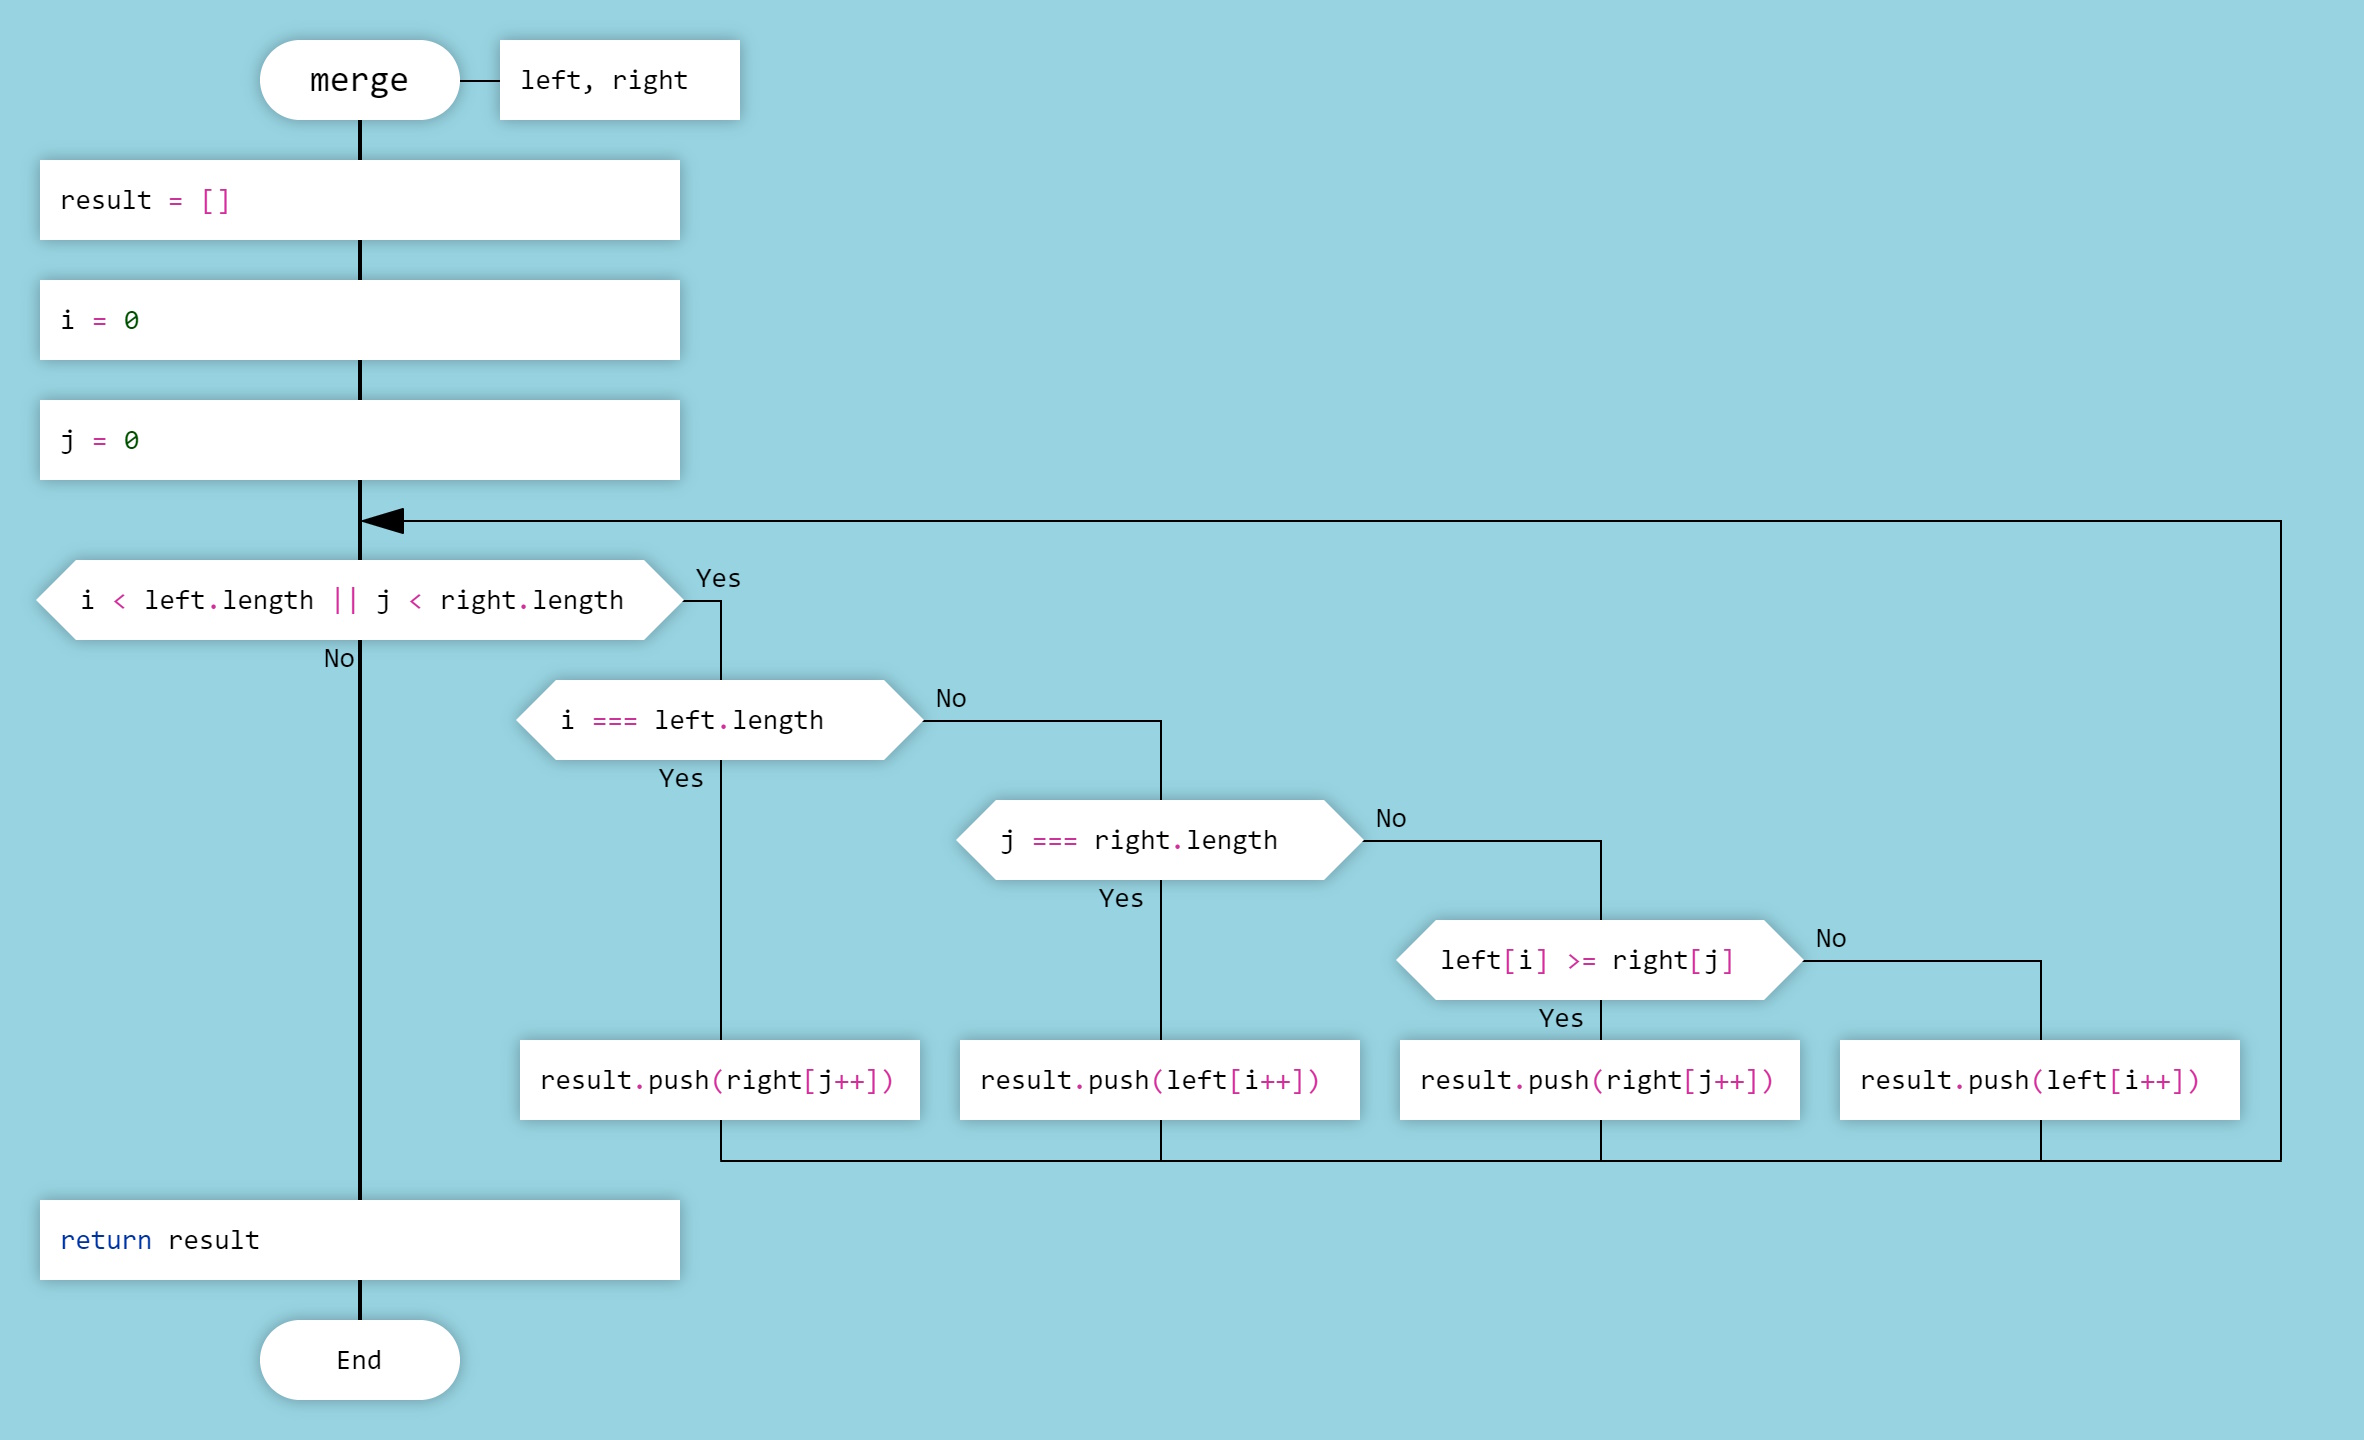 merge
left, right
result = []
i = 0
j = 0
i < left.length || j < right.length
Yes
No
i === left.length
No
Yes
j === right.length
No
Yes
left[i] >= right[j]
No
Yes
result.push(right[j++])
result.push(left[i++])
result.push(right[j++])
result.push(left[i++])
return result
End